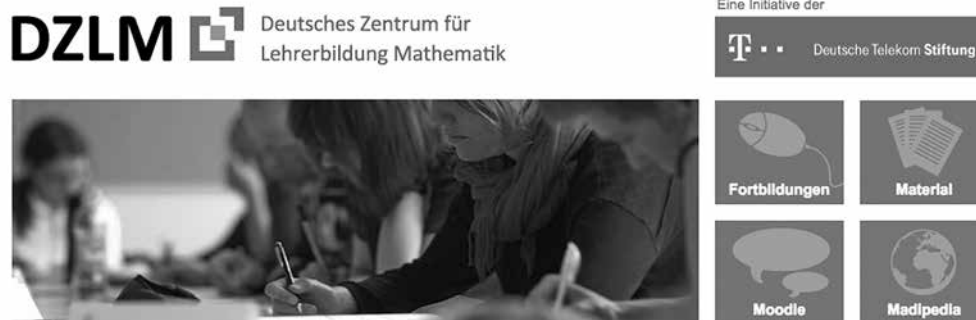 DZLM
Deutsches Zentrum für
Lehrerbildung Mathematik
Eine Initiative der
T · · Deutsche Telekom Stiftung
Fortbildungen
Material
Moodle
Madipedia